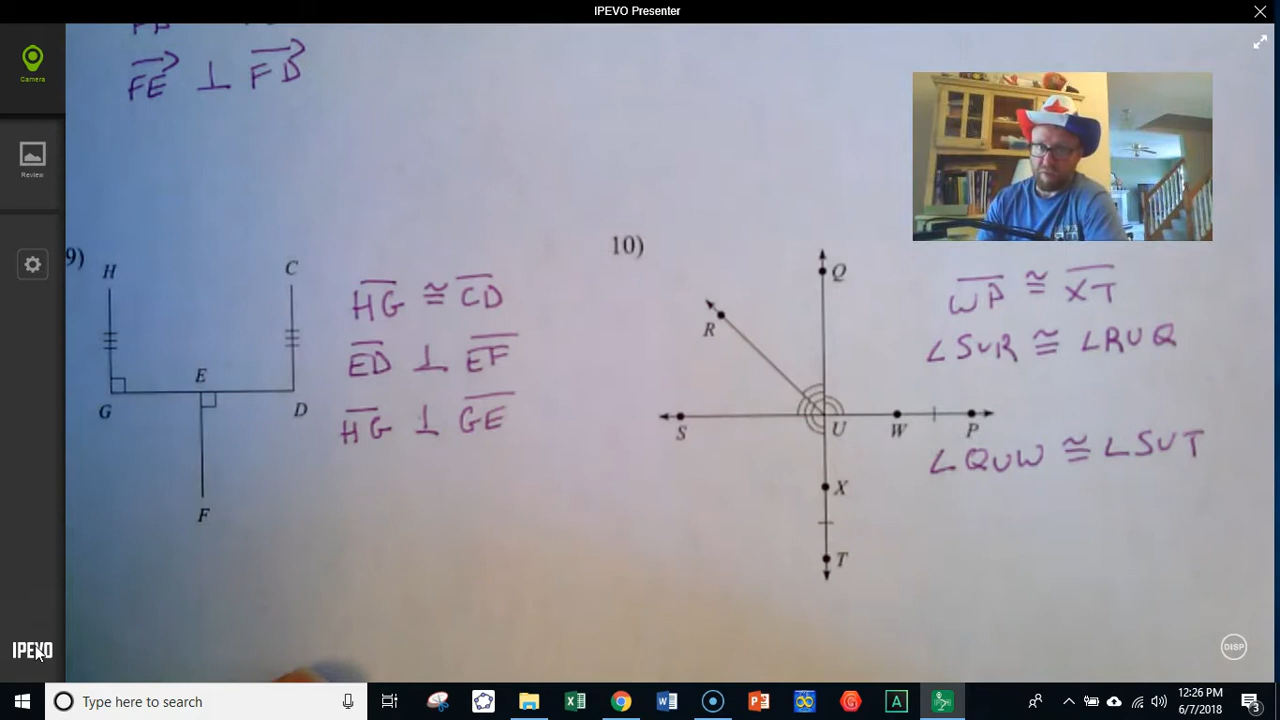 IPEVO Presenter
Camera
Review
IPEVO
FE ⊥ FD
9)
H
C
E
G
D
F
HG ≅ CD
ED ⊥ EF
HG ⊥ GE
10)
Q
R
S
U
W
P
X
T
WP ≅ XT
∠SUR ≅ ∠RUQ
∠QUW ≅ ∠SUT
DISP
Type here to search
12:26 PM
6/7/2018
3